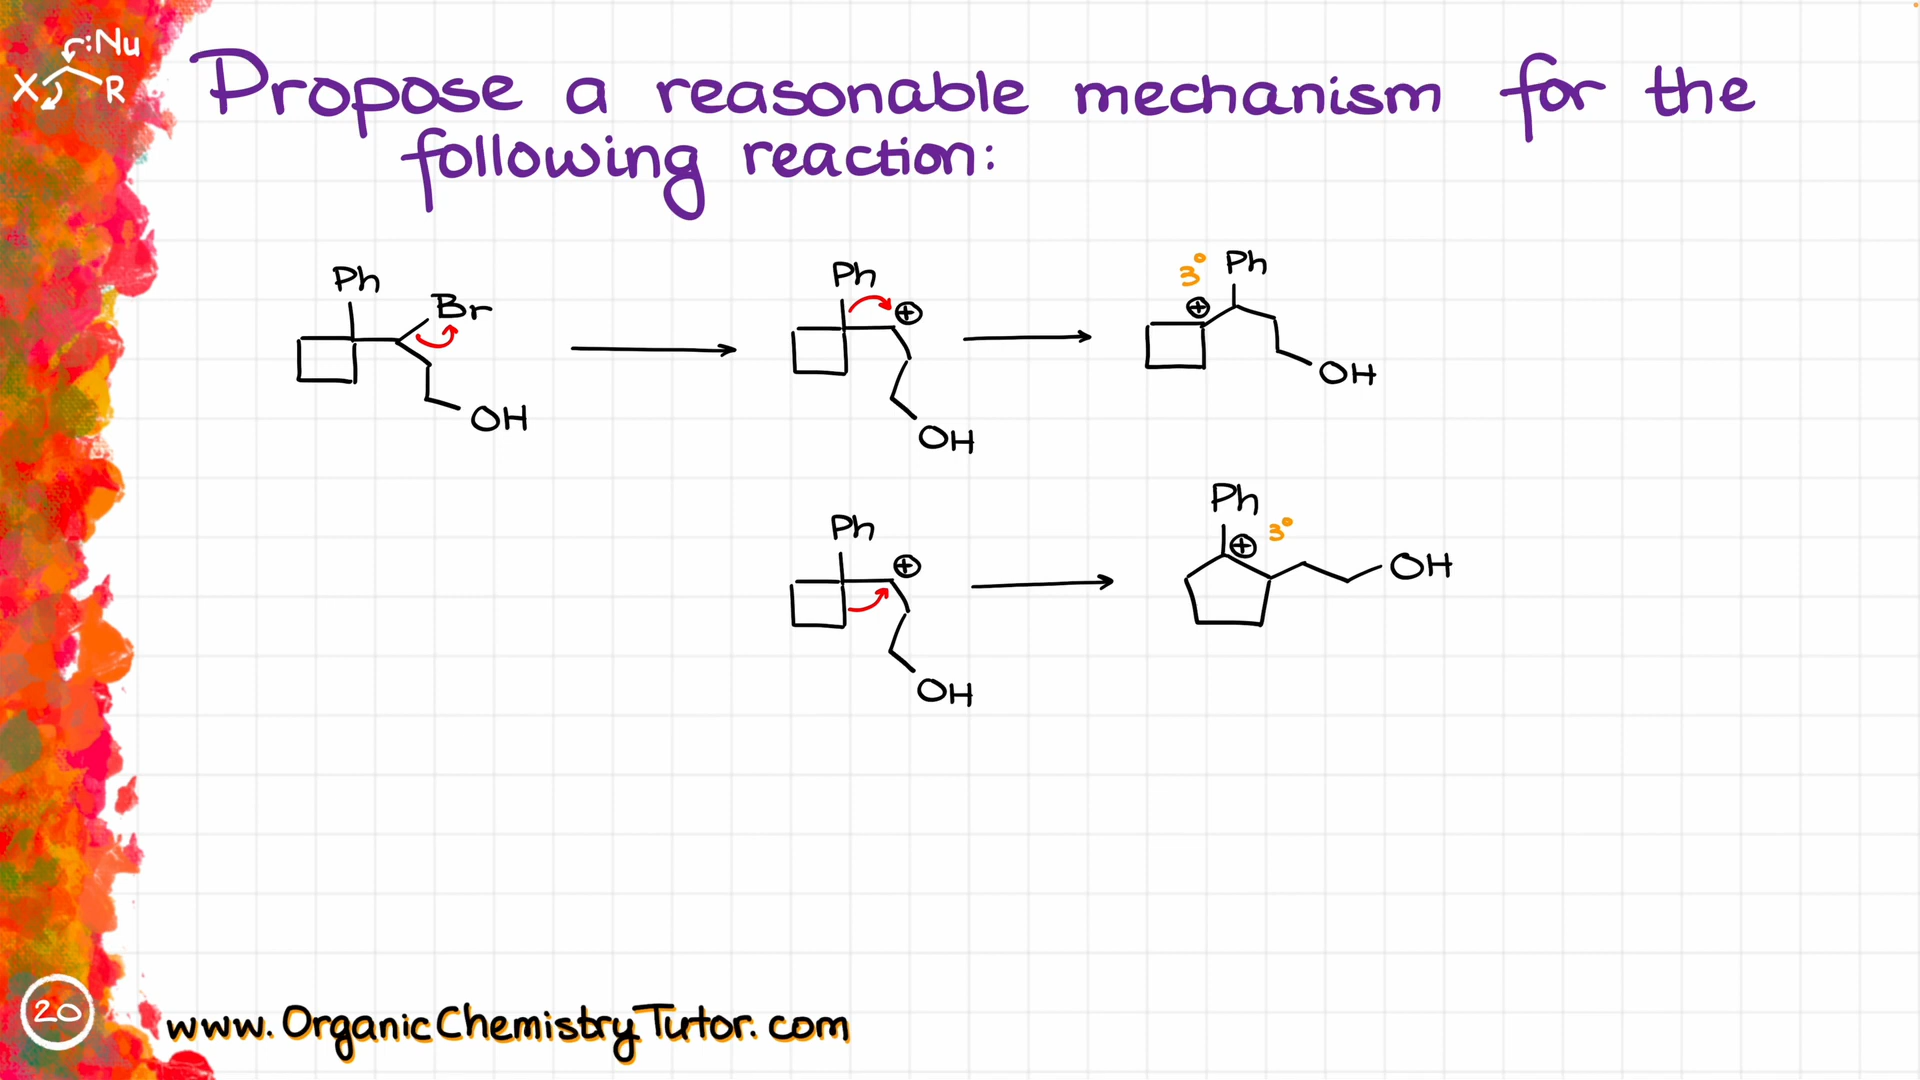 :Nu
X R
Propose a reasonable mechanism for the
following reaction:
Ph
Br
OH
Ph
⊕
OH
3° Ph
⊕
OH
Ph
⊕
OH
Ph
⊕ 3°
OH
20
www.OrganicChemistryTutor.com